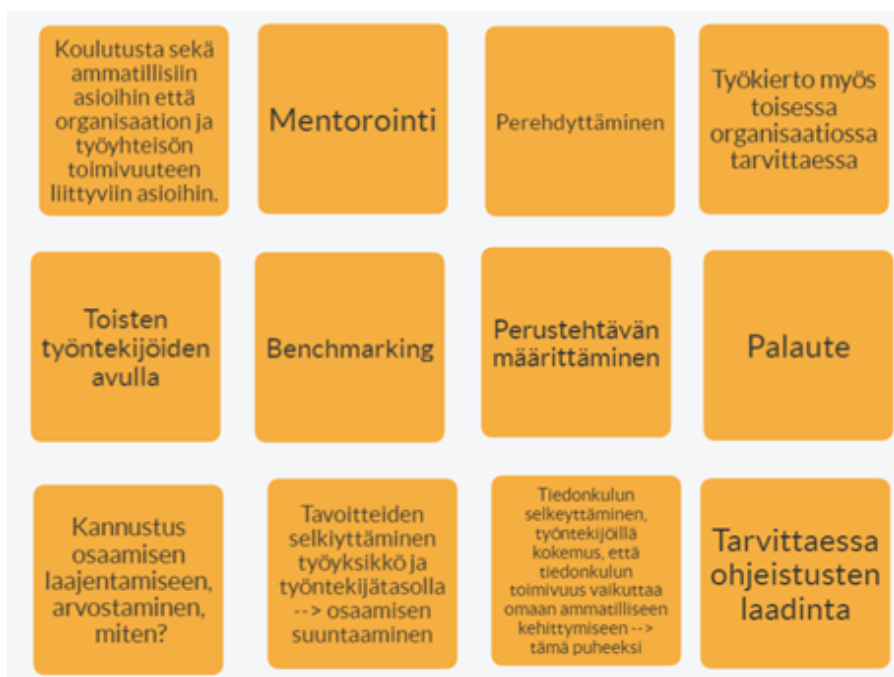 Koulutusta sekä
ammatillisiin
asioihin että
organisaation ja
työyhteisön
toimivuuteen
liittyviin asioihin.
Mentorointi
Perehdyttäminen
Työkierto myös
toisessa
organisaatiossa
tarvittaessa
Toisten
työntekijöiden
avulla
Benchmarking
Perustehtävän
määrittäminen
Palaute
Kannustus
osaamisen
laajentamiseen,
arvostaminen,
miten?
Tavoitteiden
selkiyttäminen
työyksikkö ja
työntekijätasolla
--> osaamisen
suuntaaminen
Tiedonkulun
selkeyttäminen,
työntekijöillä
kokemus, että
tiedonkulun
toimivuus vaikuttaa
omaan ammatilliseen
kehittymiseen -->
tämä puheeksi
Tarvittaessa
ohjeistusten
laadinta